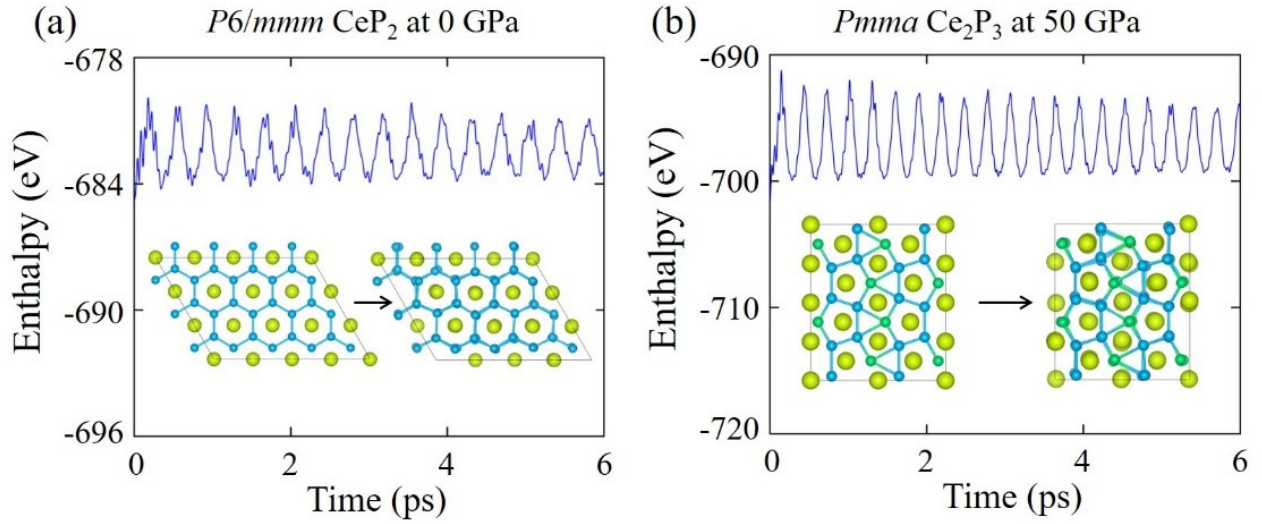 (a) P6/mmm CeP₂ at 0 GPa
-678
-684
-690
-696
Enthalpy (eV)
0 2 4 6
Time (ps)
(b) Pmma Ce₂P₃ at 50 GPa
-690
-700
-710
-720
Enthalpy (eV)
0 2 4 6
Time (ps)